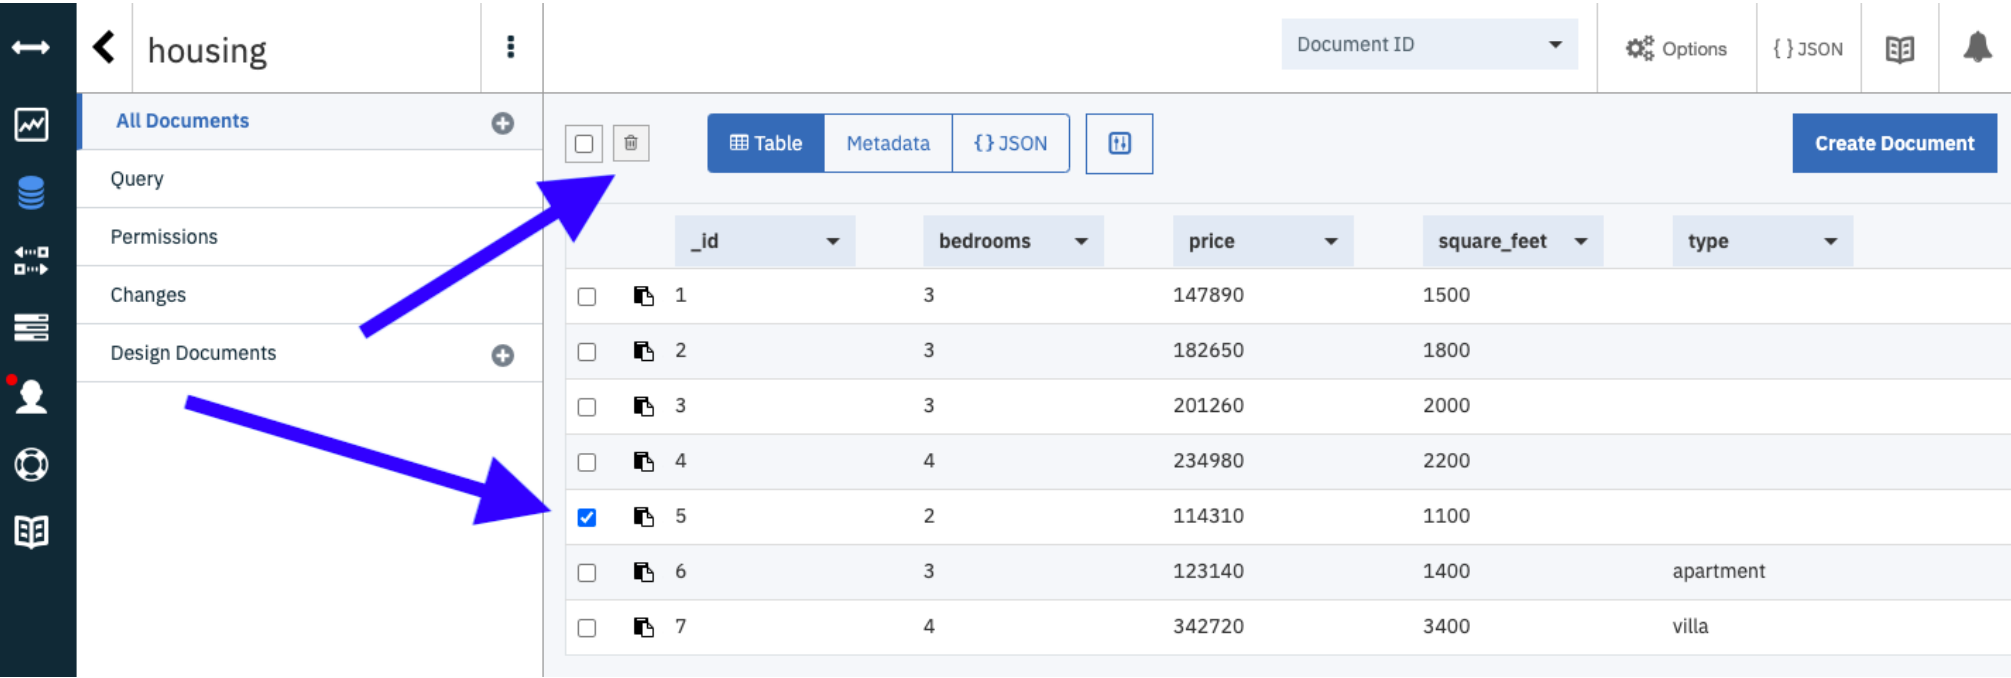 housing
Document ID
Options
{ } JSON
All Documents
Query
Permissions
Changes
Design Documents
Table
Metadata
{ } JSON
Create Document
_id bedrooms price square_feet type
1 3 147890 1500
2 3 182650 1800
3 3 201260 2000
4 4 234980 2200
5 2 114310 1100
6 3 123140 1400 apartment
7 4 342720 3400 villa